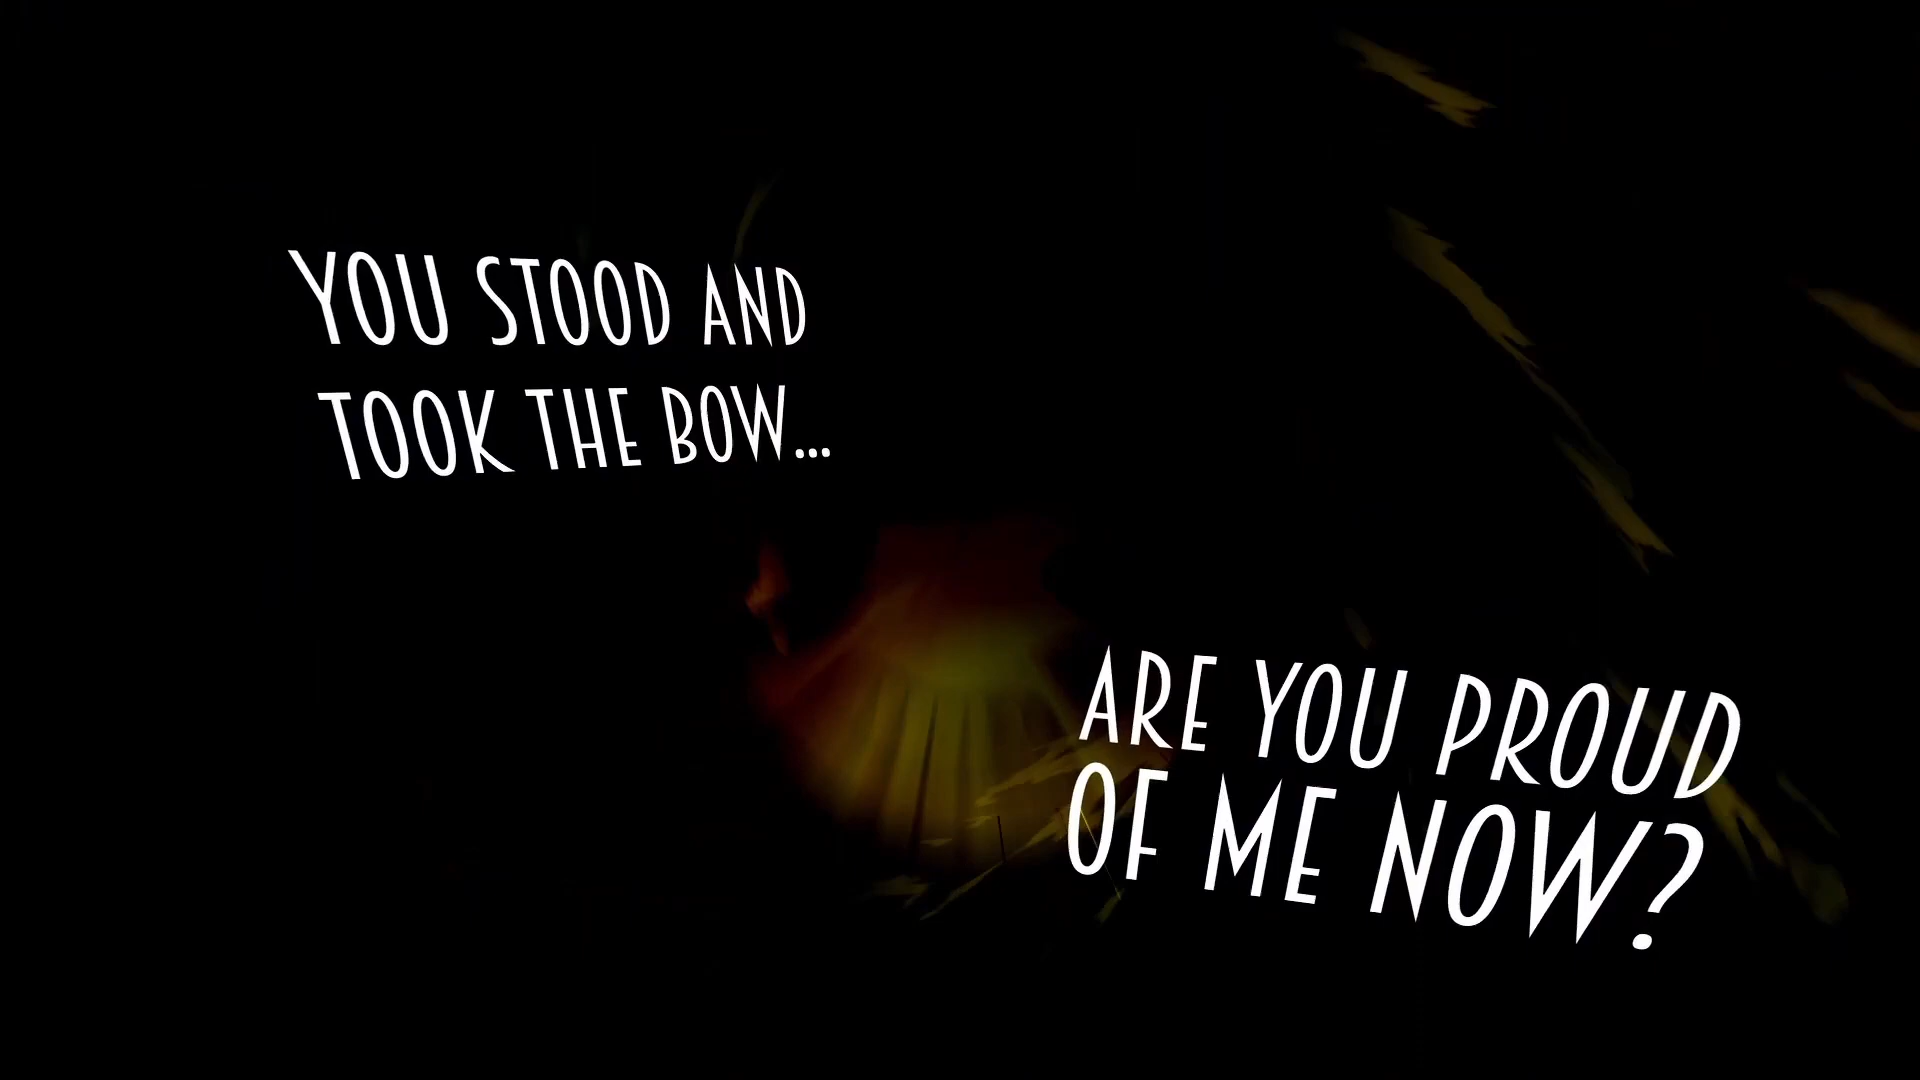 YOU STOOD AND
TOOK THE BOW...
ARE YOU PROUD
OF ME NOW?